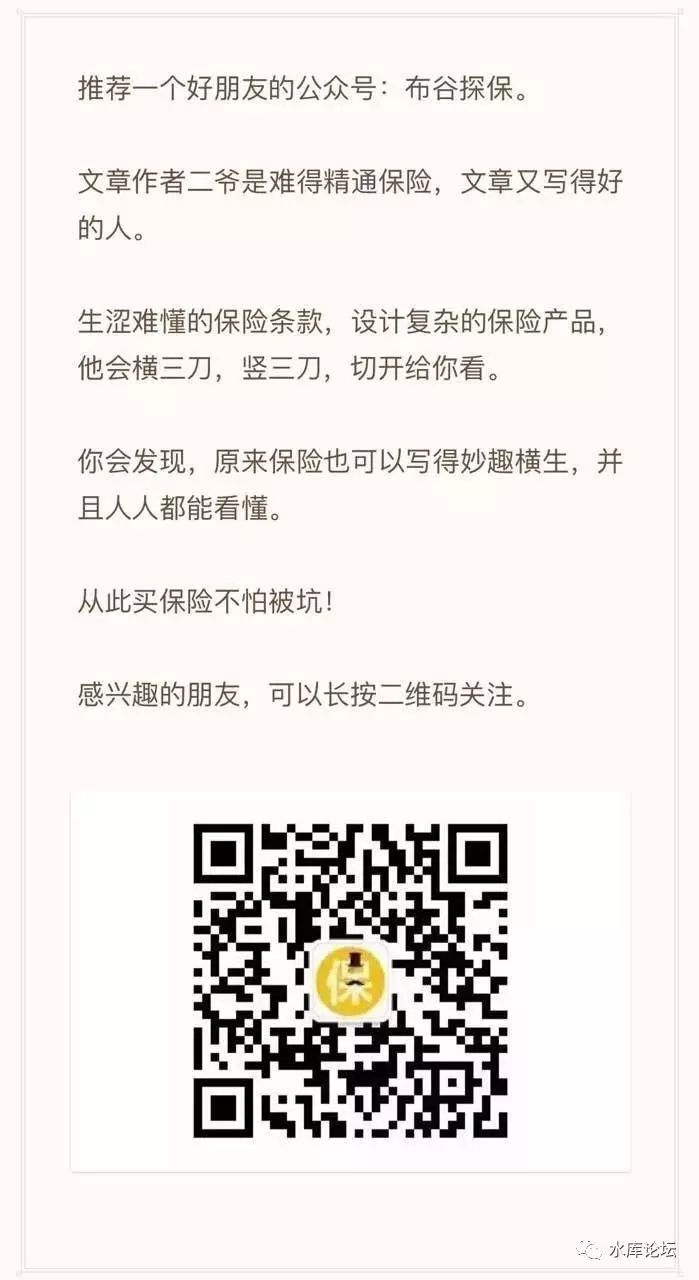 推荐一个好朋友的公众号：布谷探保。
文章作者二爷是难得精通保险，文章又写得好
的人。
生涩难懂的保险条款，设计复杂的保险产品，
他会横三刀，竖三刀，切开给你看。
你会发现，原来保险也可以写得妙趣横生，并
且人人都能看懂。
从此买保险不怕被坑！
感兴趣的朋友，可以长按二维码关注。
保
水库论坛